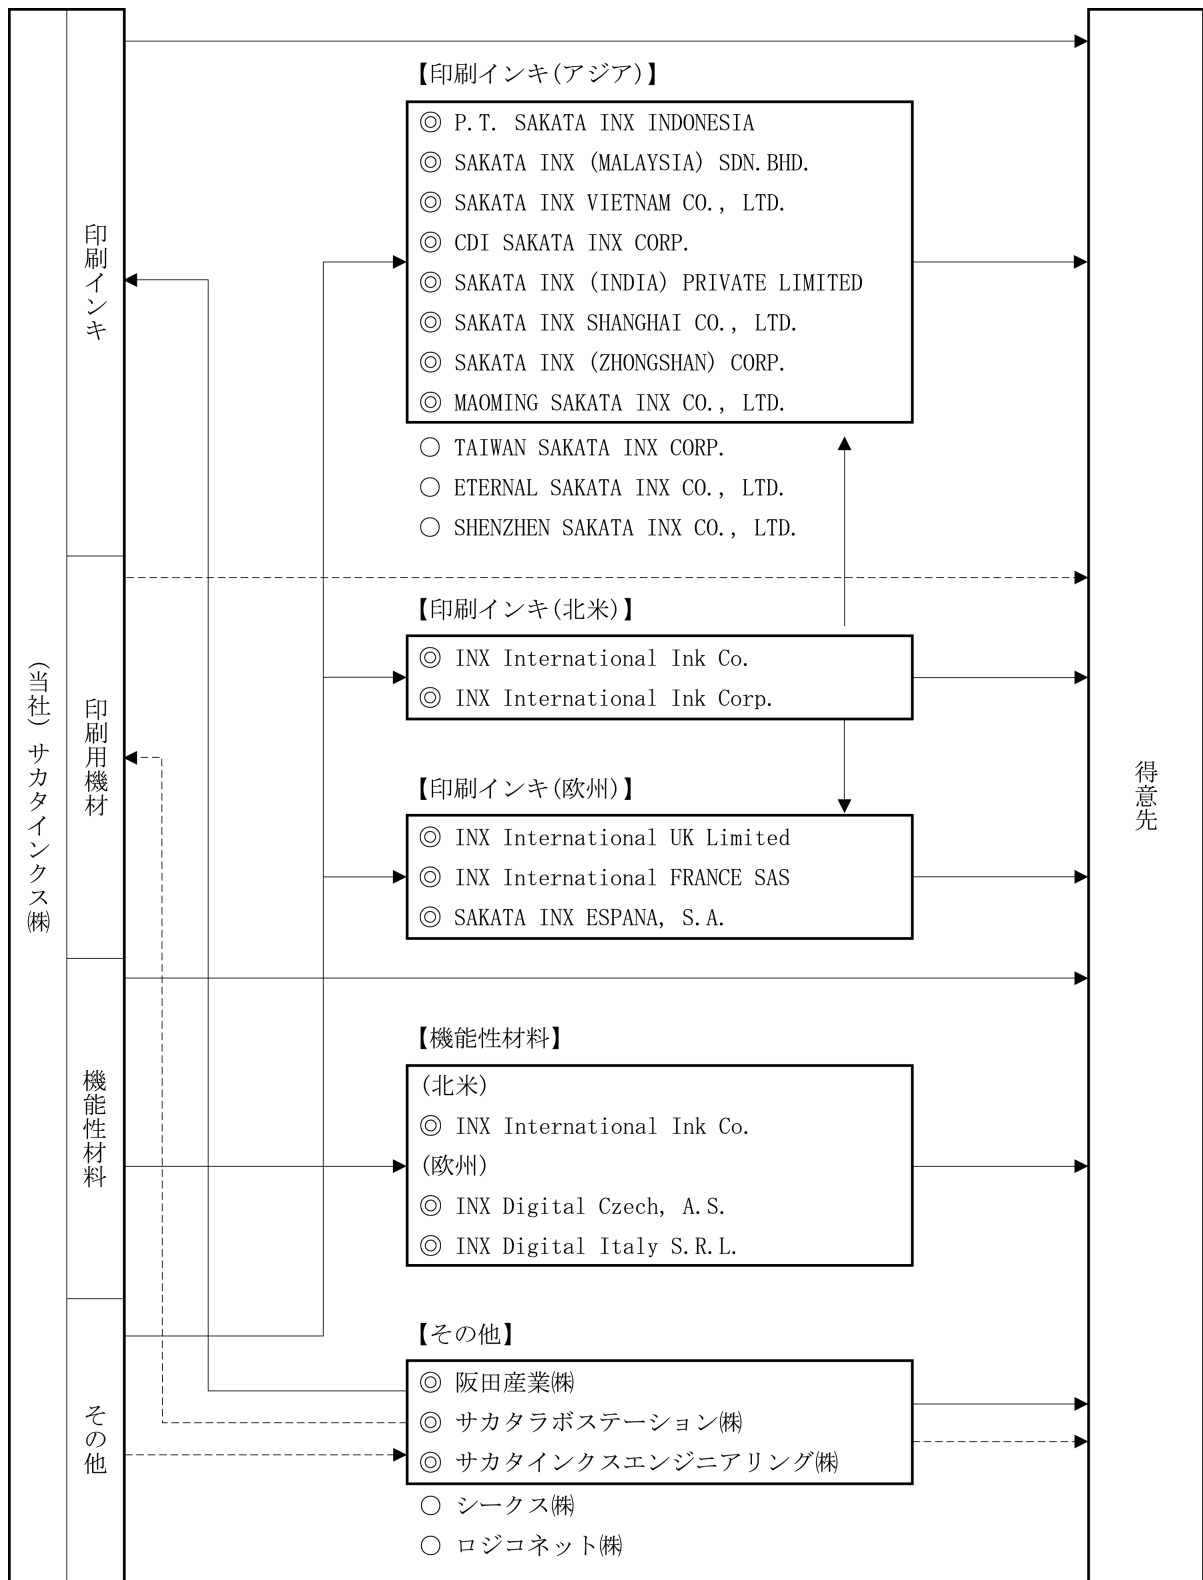 (当社)サカタインクス㈱
印刷インキ
印刷用機材
機能性材料
その他
【印刷インキ(アジア)】
◎ P.T. SAKATA INX INDONESIA
◎ SAKATA INX (MALAYSIA) SDN.BHD.
◎ SAKATA INX VIETNAM CO., LTD.
◎ CDI SAKATA INX CORP.
◎ SAKATA INX (INDIA) PRIVATE LIMITED
◎ SAKATA INX SHANGHAI CO., LTD.
◎ SAKATA INX (ZHONGSHAN) CORP.
◎ MAOMING SAKATA INX CO., LTD.
○ TAIWAN SAKATA INX CORP.
○ ETERNAL SAKATA INX CO., LTD.
○ SHENZHEN SAKATA INX CO., LTD.
【印刷インキ(北米)】
◎ INX International Ink Co.
◎ INX International Ink Corp.
【印刷インキ(欧州)】
◎ INX International UK Limited
◎ INX International FRANCE SAS
◎ SAKATA INX ESPANA, S.A.
【機能性材料】
(北米)
◎ INX International Ink Co.
(欧州)
◎ INX Digital Czech, A.S.
◎ INX Digital Italy S.R.L.
【その他】
◎ 阪田産業㈱
◎ サカタラボステーション㈱
◎ サカタインクスエンジニアリング㈱
○ シークス㈱
○ ロジコネット㈱
得意先